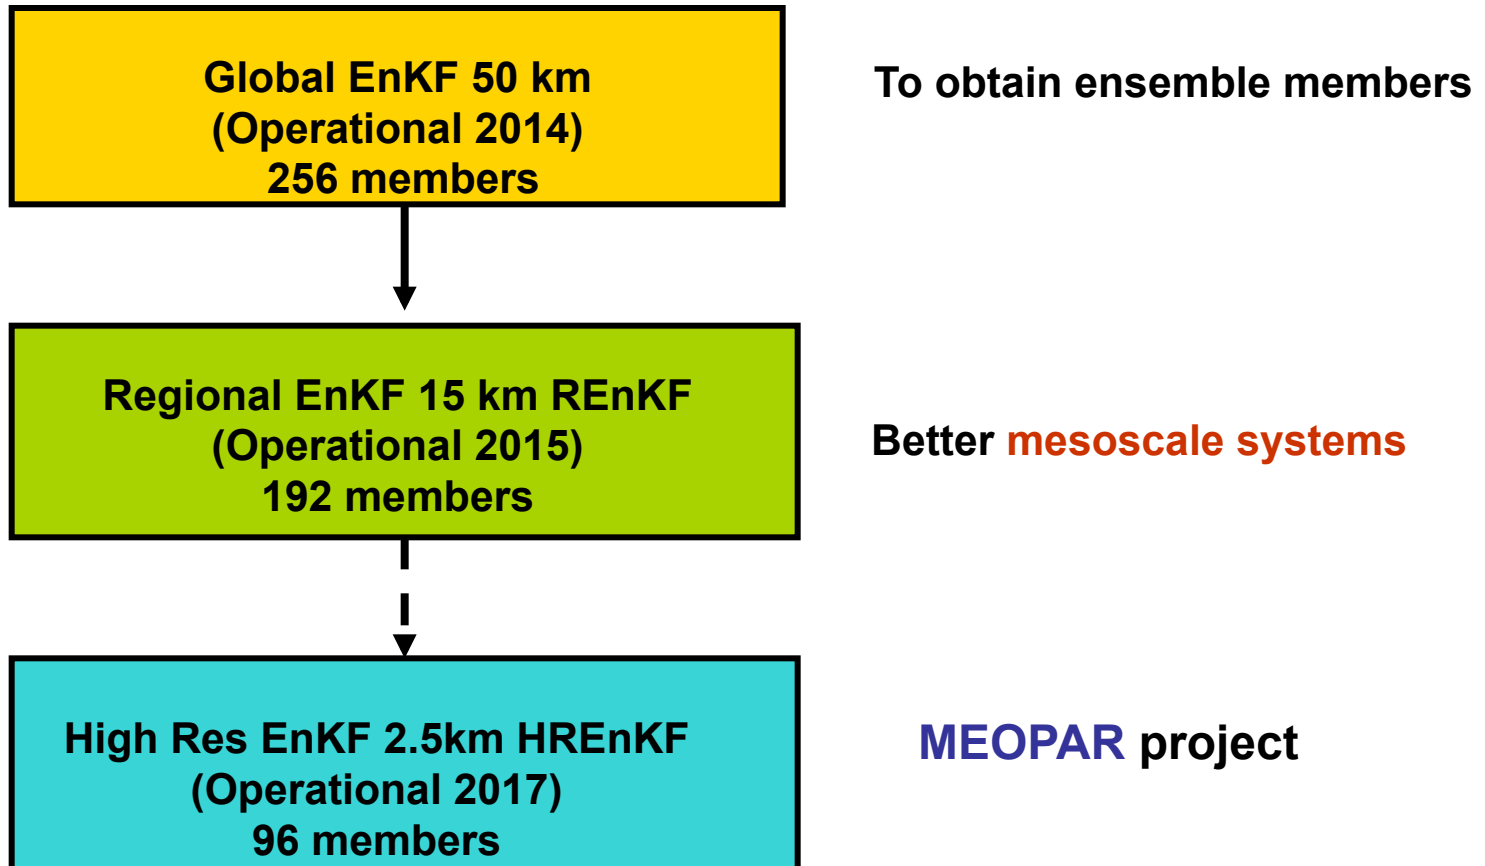 Global EnKF 50 km
(Operational 2014)
256 members
To obtain ensemble members
Regional EnKF 15 km REnKF
(Operational 2015)
192 members
Better mesoscale systems
High Res EnKF 2.5km HREnKF
(Operational 2017)
96 members
MEOPAR project